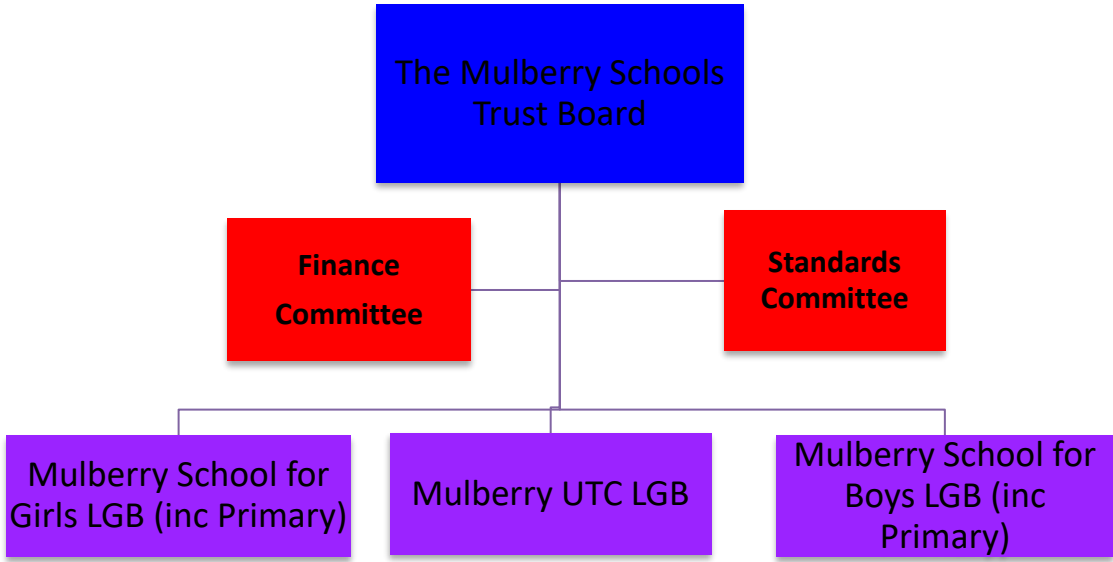 The Mulberry Schools
Trust Board
Finance
Committee
Standards
Committee
Mulberry School for
Girls LGB (inc Primary)
Mulberry UTC LGB
Mulberry School for
Boys LGB (inc
Primary)